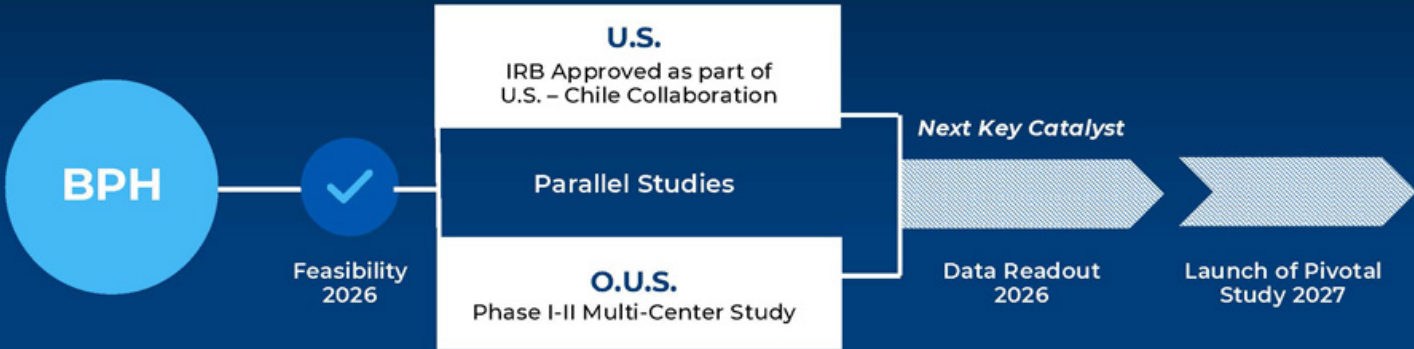 BPH
Feasibility
2026
U.S.
IRB Approved as part of
U.S. – Chile Collaboration
Parallel Studies
O.U.S.
Phase I-II Multi-Center Study
Next Key Catalyst
Data Readout
2026
Launch of Pivotal
Study 2027